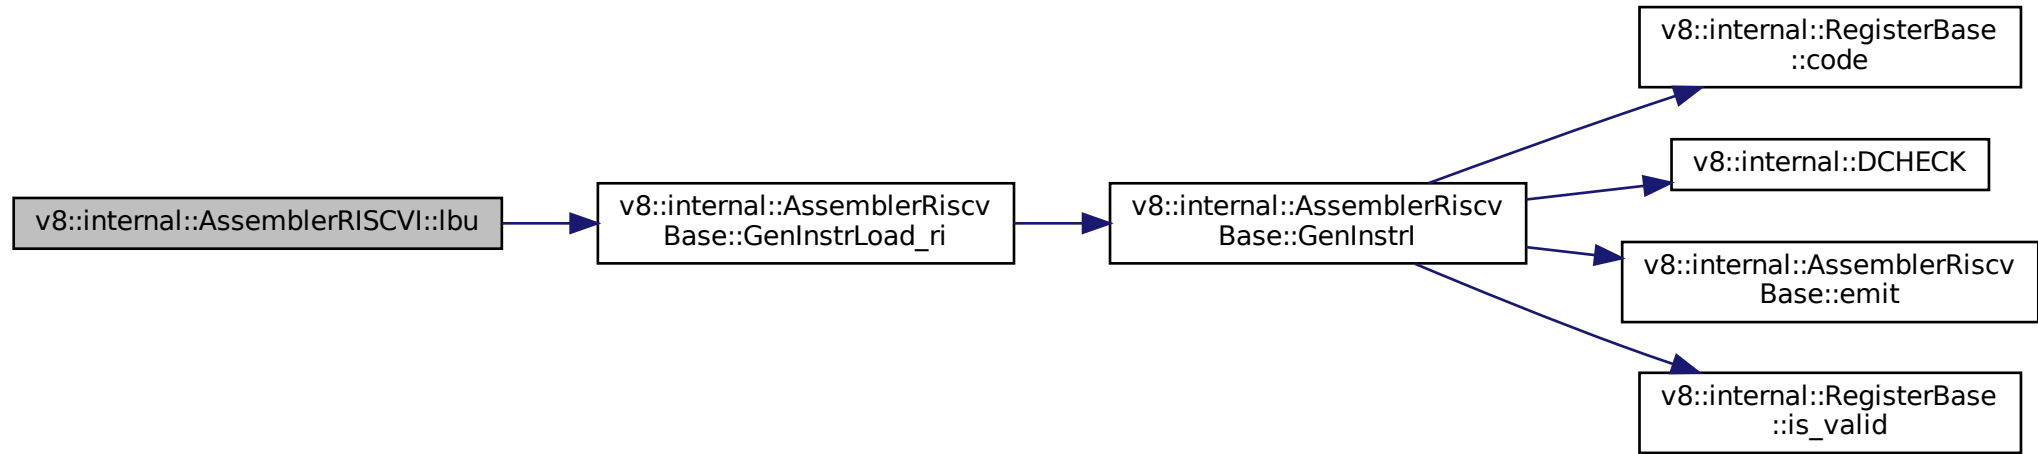 v8::internal::AssemblerRISCVI::lbu
v8::internal::AssemblerRiscv
Base::GenInstrLoad_ri
v8::internal::AssemblerRiscv
Base::GenInstrI
v8::internal::RegisterBase
::code
v8::internal::DCHECK
v8::internal::AssemblerRiscv
Base::emit
v8::internal::RegisterBase
::is_valid